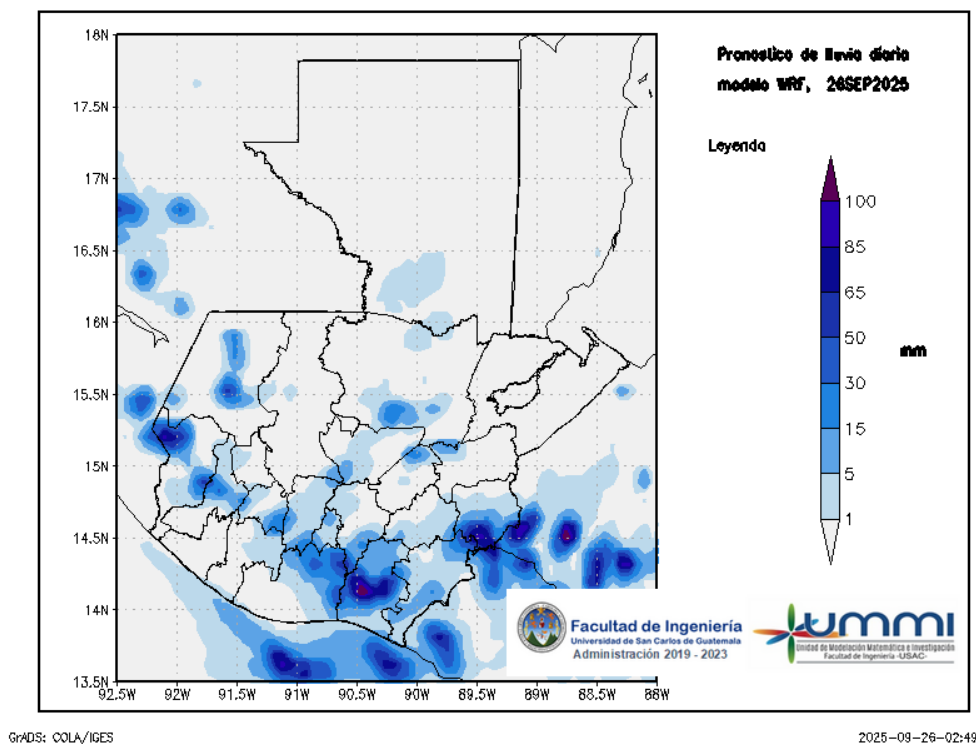 Pronostico de lluvia diaria
modelo WRF, 26SEP2025
Leyenda
100
85
65
50
30
15
5
1
mm
18N
17.5N
17N
16.5N
16N
15.5N
15N
14.5N
14N
13.5N
92.5W 92W 91.5W 91W 90.5W 90W 89.5W 89W 88.5W 88W
Facultad de Ingeniería
Universidad de San Carlos de Guatemala
Administración 2019 - 2023
ummi
Unidad de Modelación Matemática e Investigación
Facultad de Ingeniería -USAC-
GrADS: COLA/IGES
2025-09-26-02:49